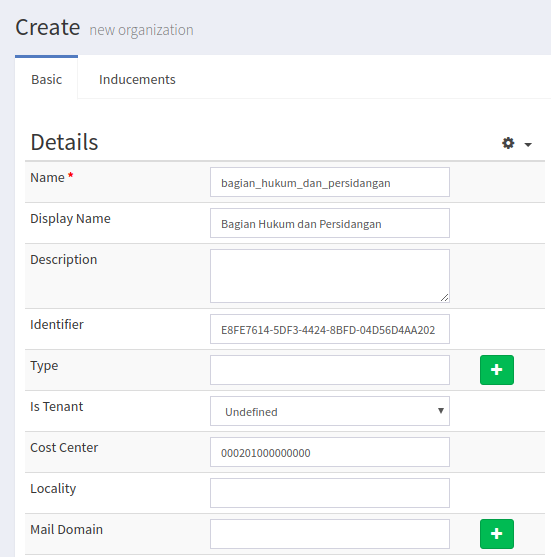 Create new organization
Basic Inducements
Details
Name *
bagian_hukum_dan_persidangan
Display Name
Bagian Hukum dan Persidangan
Description
Identifier
E8FE7614-5DF3-4424-8BFD-04D56D4AA202
Type
Is Tenant
Undefined
Cost Center
000201000000000
Locality
Mail Domain